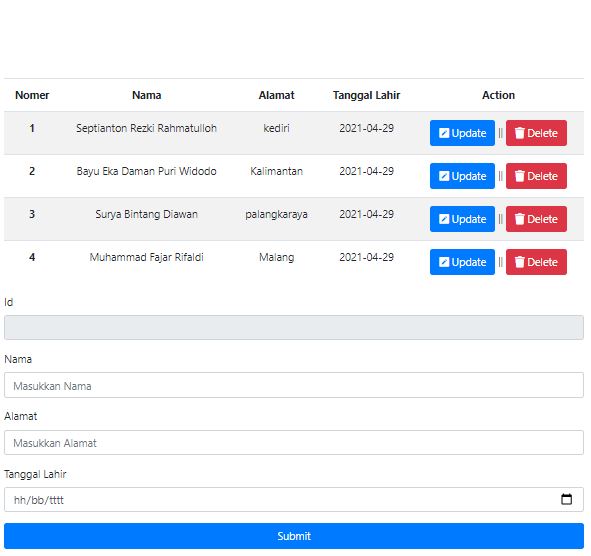 Nomer Nama Alamat Tanggal Lahir Action
1 Septianton Rezki Rahmatulloh kediri 2021-04-29 Update || Delete
2 Bayu Eka Daman Puri Widodo Kalimantan 2021-04-29 Update || Delete
3 Surya Bintang Diawan palangkaraya 2021-04-29 Update || Delete
4 Muhammad Fajar Rifaldi Malang 2021-04-29 Update || Delete
Id
Nama
Masukkan Nama
Alamat
Masukkan Alamat
Tanggal Lahir
hh/bb/tttt
Submit